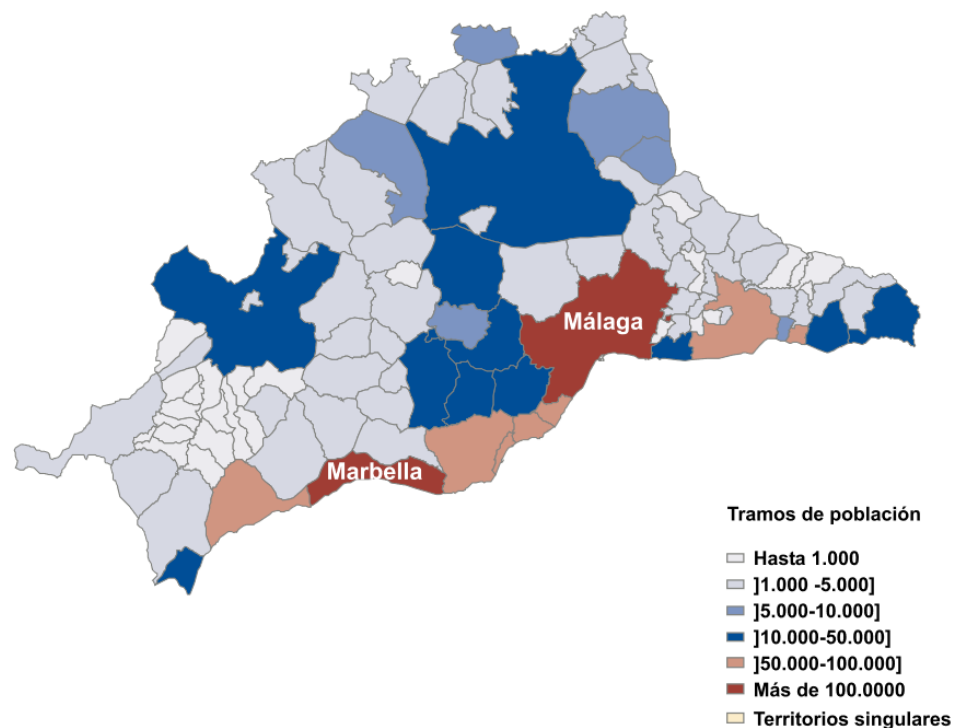 Málaga
Marbella
Tramos de población
Hasta 1.000
]1.000 -5.000]
]5.000-10.000]
]10.000-50.000]
]50.000-100.000]
Más de 100.0000
Territorios singulares